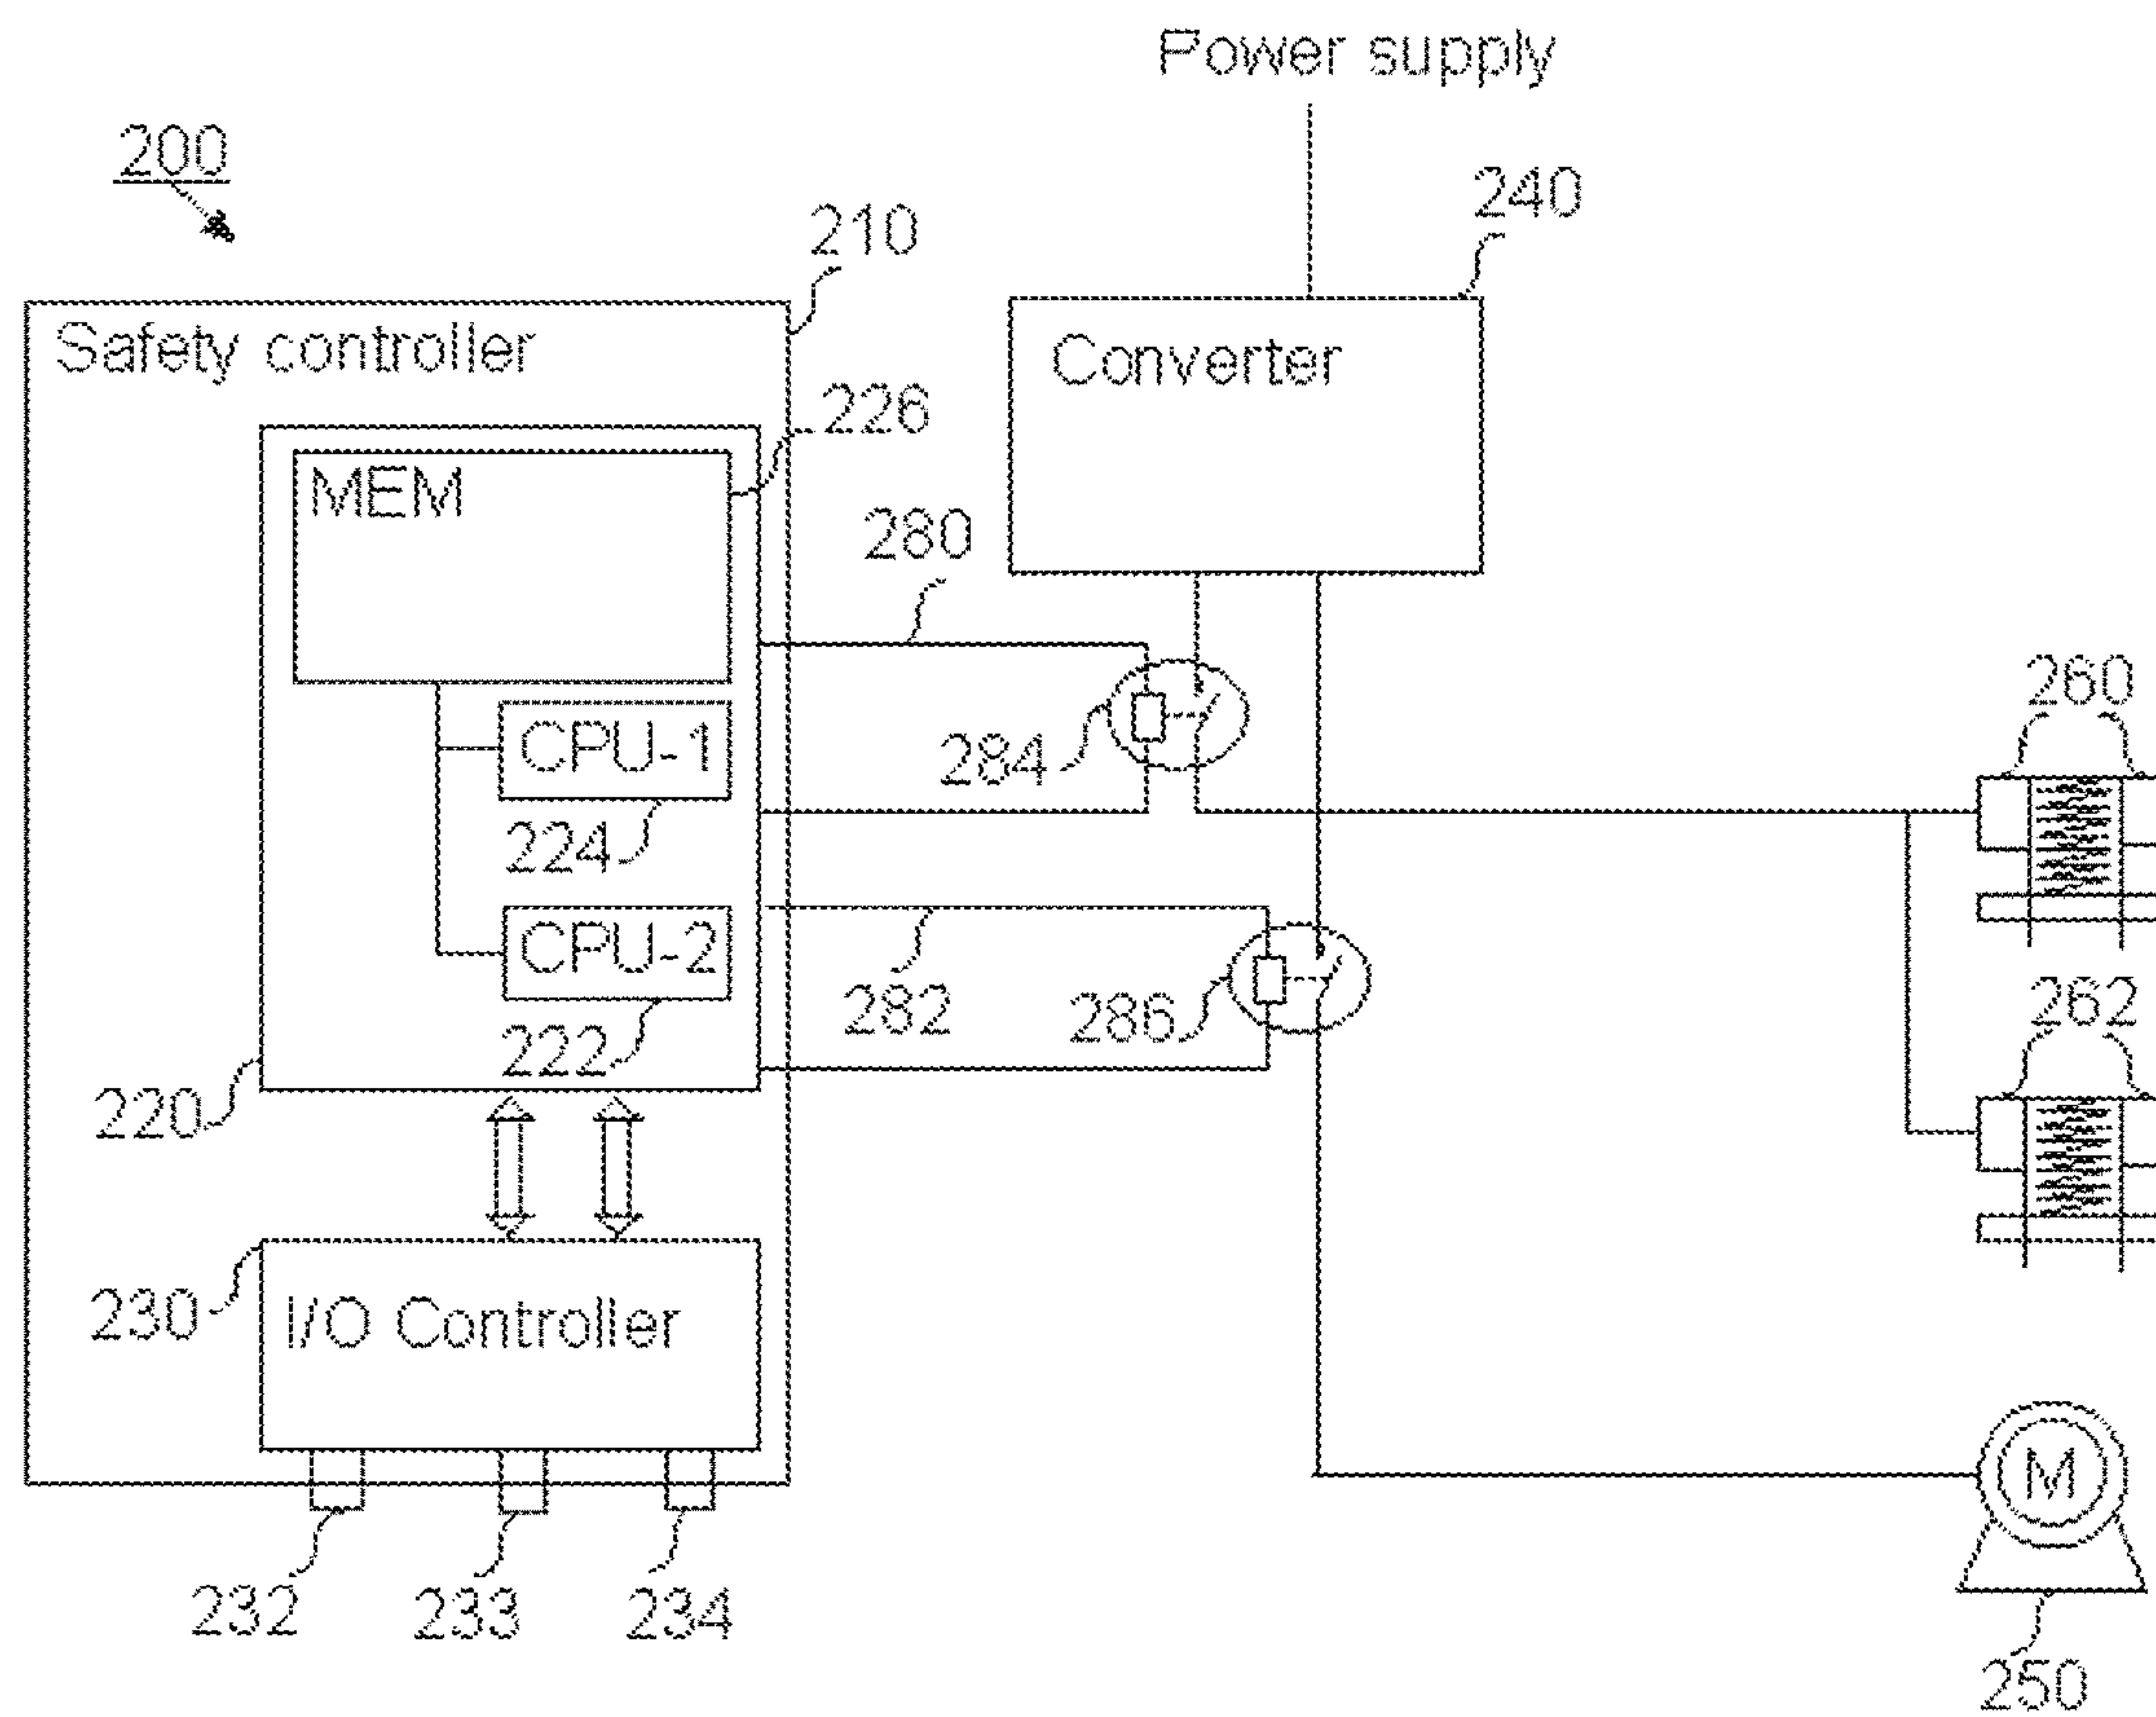 Power supply
200
240
210
Safety controller
Converter
226
MEM
280
260
CPU-1
284
224
CPU-2
262
282
286
222
220
230
I/O Controller
M
232
233
234
250